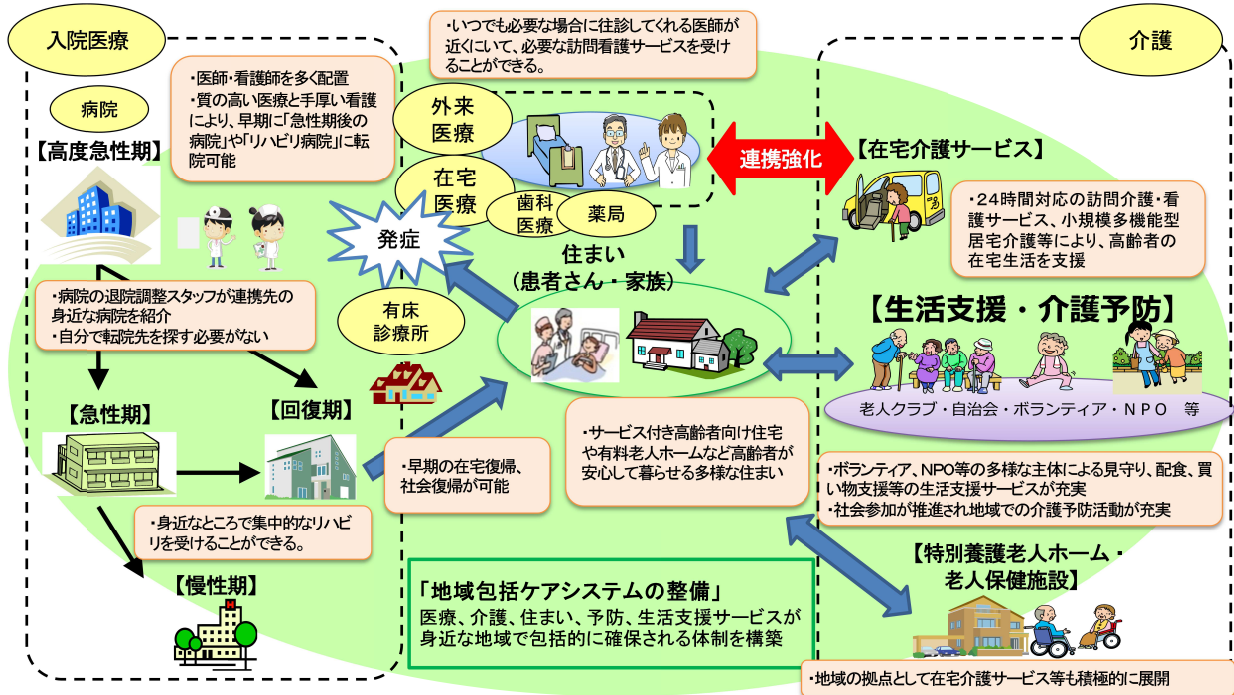 入院医療
病院
【高度急性期】
・医師・看護師を多く配置
・質の高い医療と手厚い看護
により、早期に「急性期後の
病院」や「リハビリ病院」に転
院可能
・病院の退院調整スタッフが連携先の
身近な病院を紹介
・自分で転院先を探す必要がない
【急性期】
【回復期】
・身近なところで集中的なリハビ
リを受けることができる。
【慢性期】
H
・いつでも必要な場合に往診してくれる医師が
近くにいて、必要な訪問看護サービスを受け
ることができる。
外来
医療
在宅
医療
歯科
医療
薬局
発症
有床
診療所
住まい
(患者さん・家族)
・早期の在宅復帰、
社会復帰が可能
・サービス付き高齢者向け住宅
や有料老人ホームなど高齢者が
安心して暮らせる多様な住まい
「地域包括ケアシステムの整備」
医療、介護、住まい、予防、生活支援サービスが
身近な地域で包括的に確保される体制を構築
連携強化
介護
【在宅介護サービス】
・24時間対応の訪問介護・看
護サービス、小規模多機能型
居宅介護等により、高齢者の
在宅生活を支援
【生活支援・介護予防】
老人クラブ・自治会・ボランティア・NPO 等
・ボランティア、NPO等の多様な主体による見守り、配食、買
い物支援等の生活支援サービスが充実
・社会参加が推進され地域での介護予防活動が充実
【特別養護老人ホーム・
老人保健施設】
・地域の拠点として在宅介護サービス等も積極的に展開